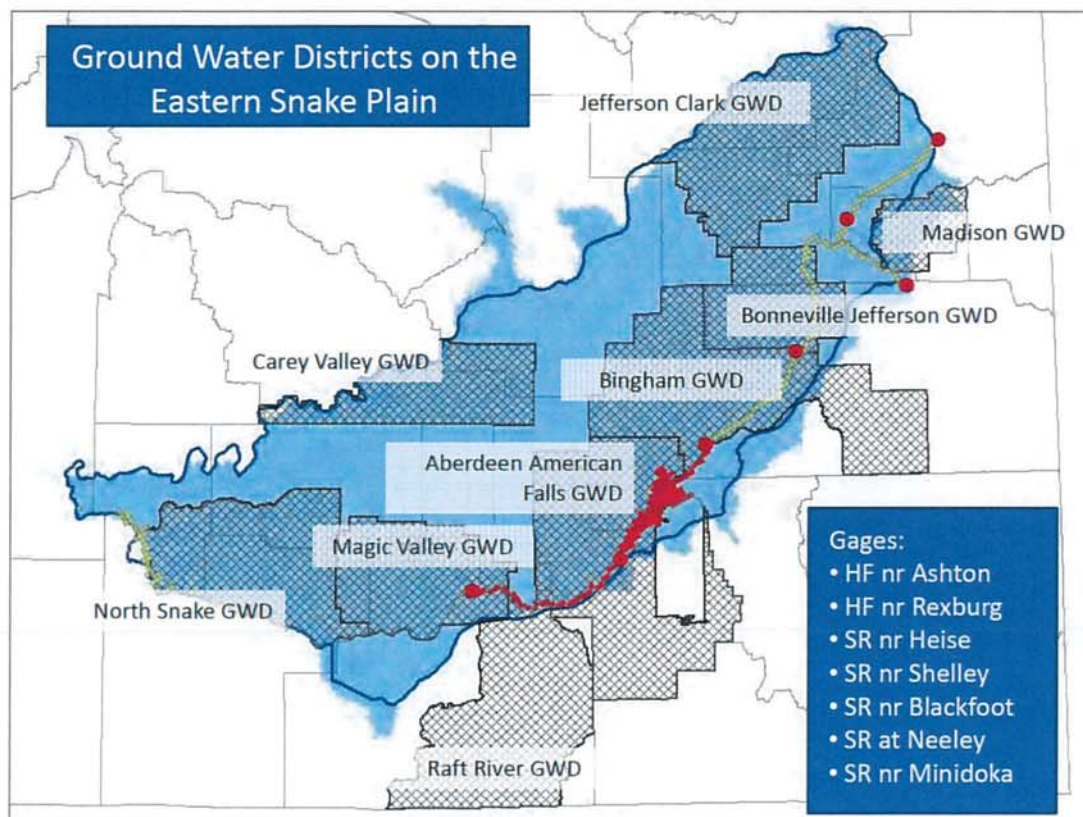 Ground Water Districts on the
Eastern Snake Plain
Jefferson Clark GWD
Madison GWD
Bonneville Jefferson GWD
Carey Valley GWD
Bingham GWD
Aberdeen American
Falls GWD
Magic Valley GWD
North Snake GWD
Raft River GWD
Gages:
• HF nr Ashton
• HF nr Rexburg
• SR nr Heise
• SR nr Shelley
• SR nr Blackfoot
• SR at Neeley
• SR nr Minidoka